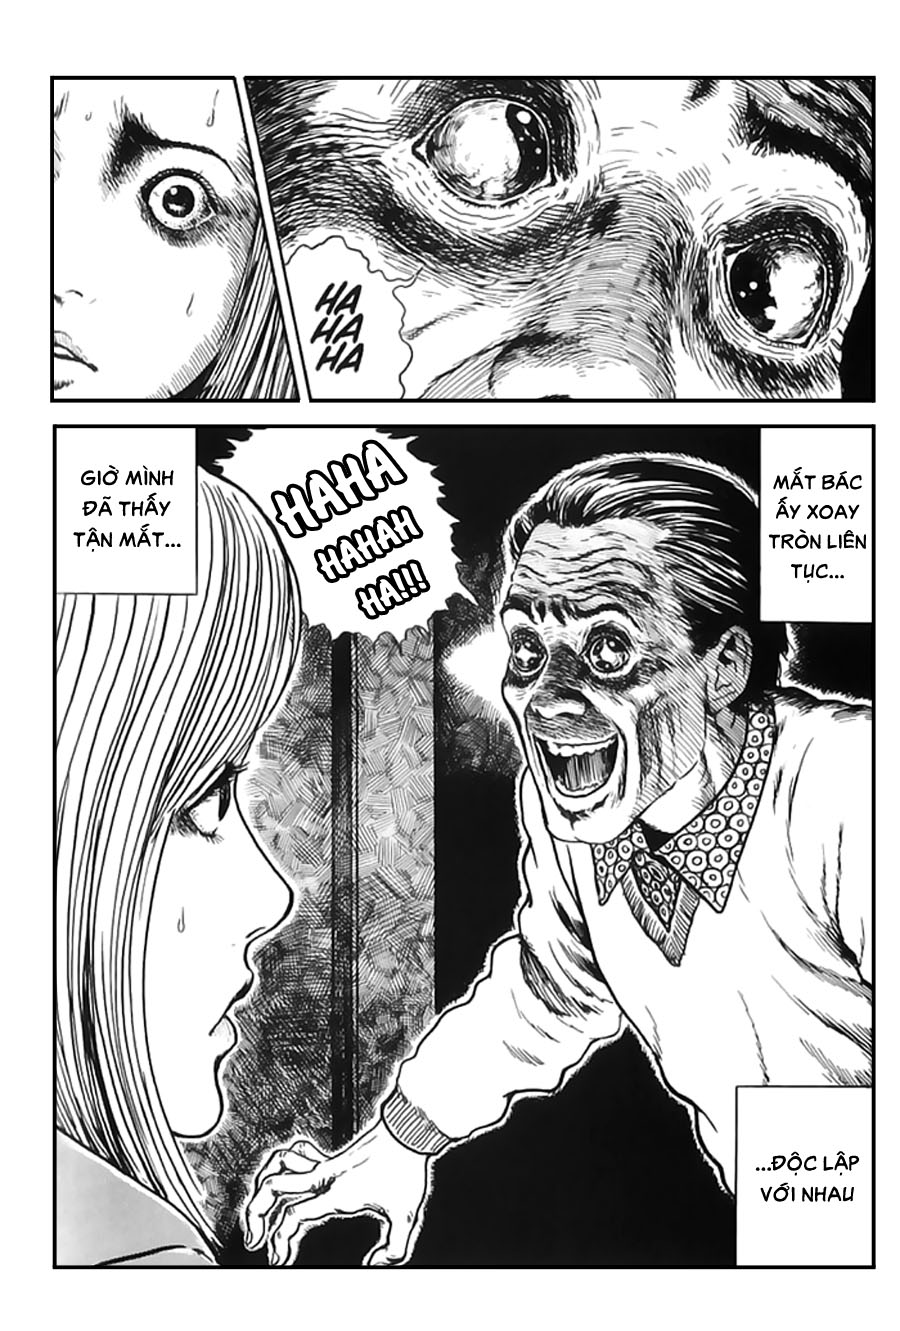 HA
HA
HA
GIỜ MÌNH
ĐÃ THẤY
TẬN MẮT...
HAHA
HAHAH
HA!!!
MẮT BÁC
ẤY XOAY
TRÒN LIÊN
TỤC...
...ĐỘC LẬP
VỚI NHAU